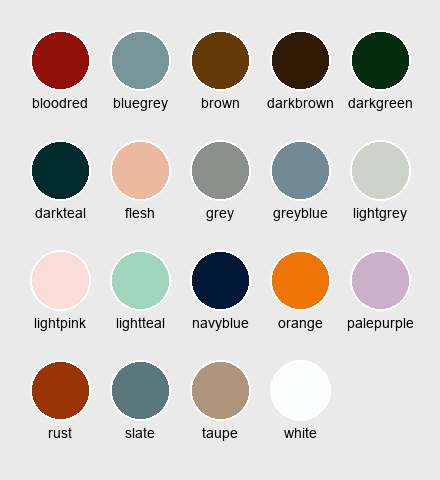 bloodred bluegrey brown darkbrown darkgreen
darkteal flesh grey greyblue lightgrey
lightpink lightteal navyblue orange palepurple
rust slate taupe white